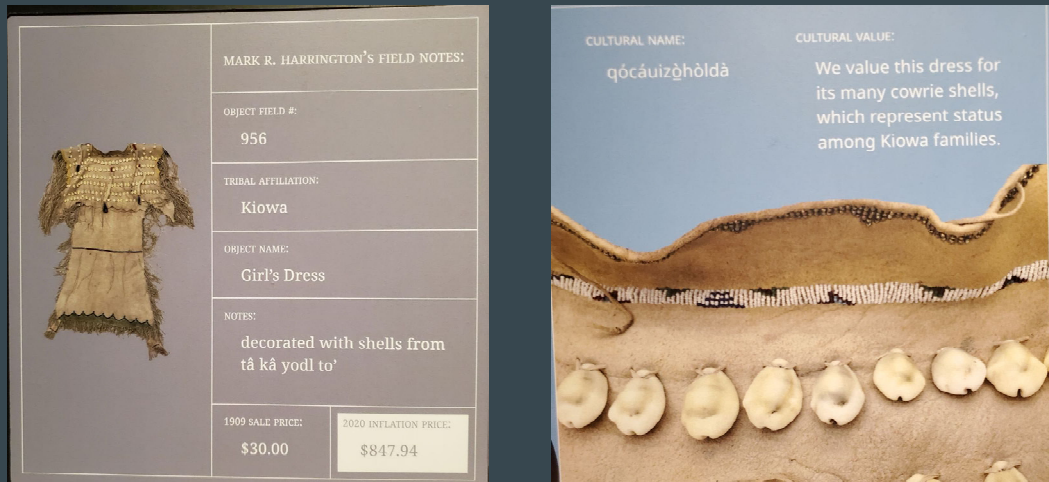 MARK R. HARRINGTON'S FIELD NOTES:
OBJECT FIELD #:
956
TRIBAL AFFILIATION:
Kiowa
OBJECT NAME:
Girl's Dress
NOTES:
decorated with shells from
tâ kâ yodl to'
1909 SALE PRICE:
$30.00
2020 INFLATION PRICE:
$847.94
CULTURAL NAME:
qócáuizò̱hòldà
CULTURAL VALUE:
We value this dress for
its many cowrie shells,
which represent status
among Kiowa families.